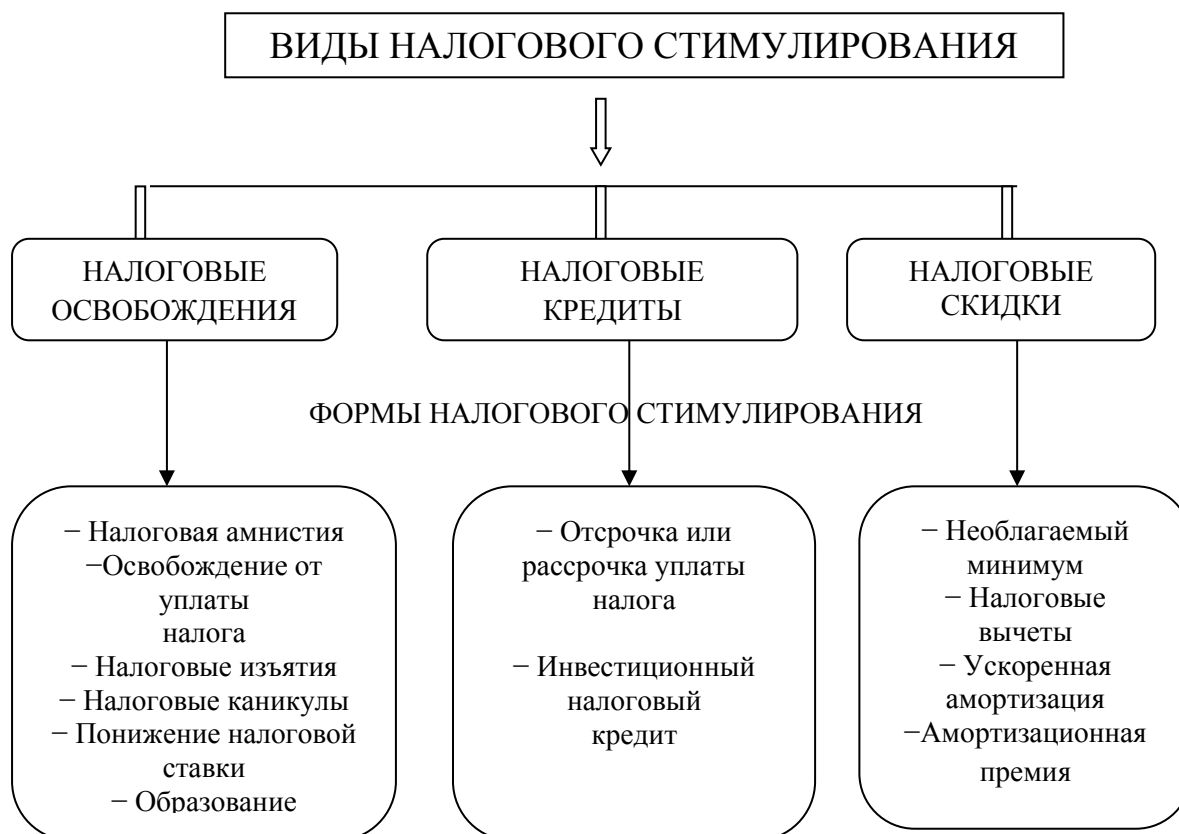 ВИДЫ НАЛОГОВОГО СТИМУЛИРОВАНИЯ
НАЛОГОВЫЕ
ОСВОБОЖДЕНИЯ
НАЛОГОВЫЕ
КРЕДИТЫ
НАЛОГОВЫЕ
СКИДКИ
ФОРМЫ НАЛОГОВОГО СТИМУЛИРОВАНИЯ
− Налоговая амнистия
−Освобождение от
уплаты
налога
− Налоговые изъятия
− Налоговые каникулы
− Понижение налоговой
ставки
− Образование
− Отсрочка или
рассрочка уплаты
налога
− Инвестиционный
налоговый
кредит
− Необлагаемый
минимум
− Налоговые
вычеты
− Ускоренная
амортизация
−Амортизационная
премия